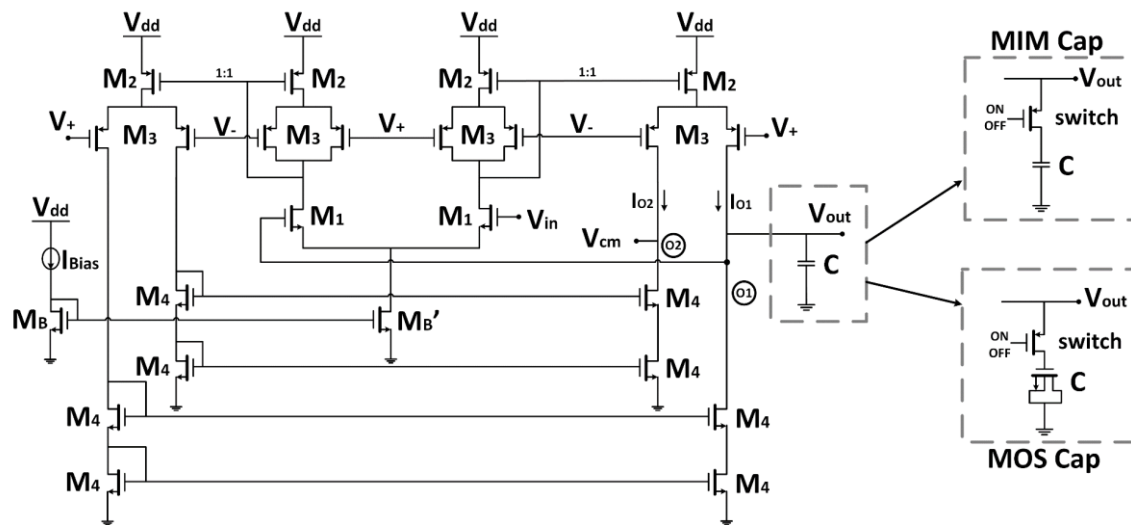 Vdd Vdd Vdd Vdd
MIM Cap
M2 1:1 M2 M2 1:1 M2
Vout
V+ M3 V- M3 V+ M3 V- M3 V+
ON
OFF
switch
C
Vdd
M1 M1 Vin
IO2 IO1
Vout
IBias
Vcm O2
C
M4 M4 O1
Vout
MB MB'
ON
OFF
switch
M4 M4
C
M4 M4
MOS Cap
M4 M4